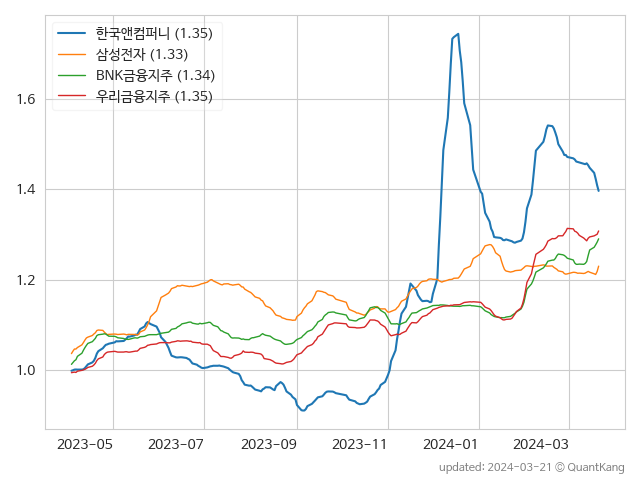 한국앤컴퍼니 (1.35)
삼성전자 (1.33)
BNK금융지주 (1.34)
우리금융지주 (1.35)
1.6
1.4
1.2
1.0
2023-05 2023-07 2023-09 2023-11 2024-01 2024-03
updated: 2024-03-21 © QuantKang